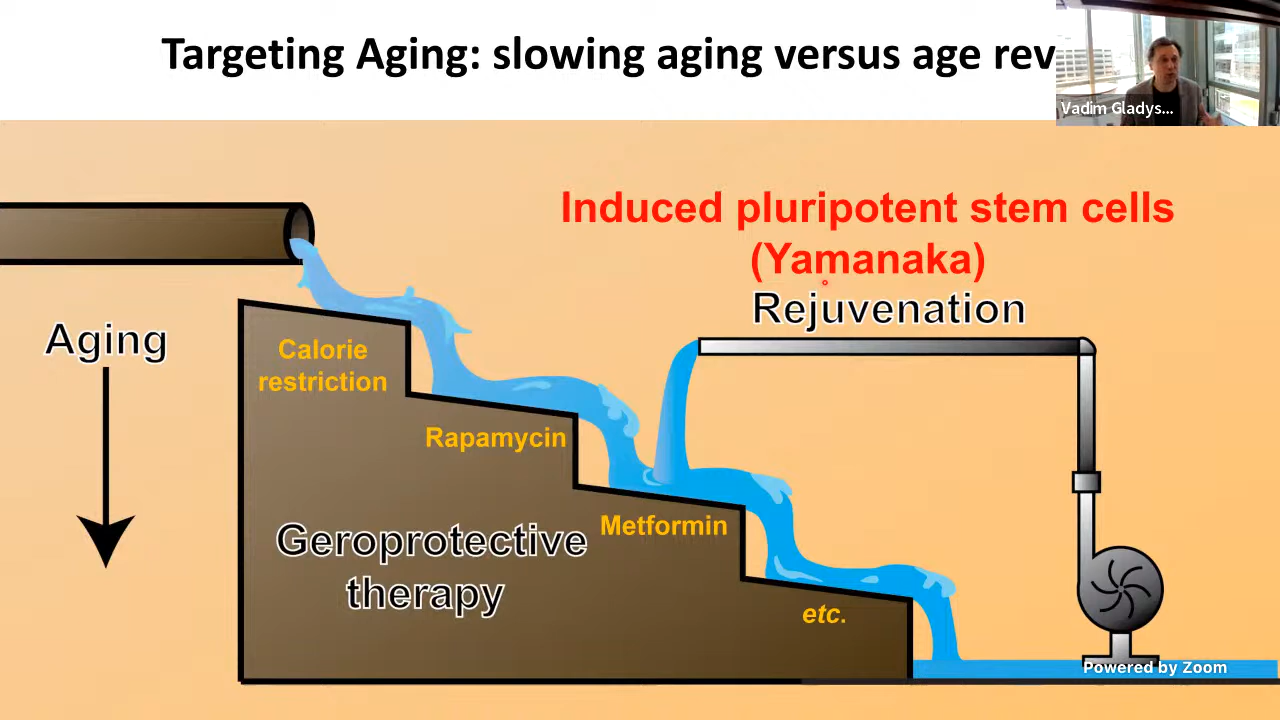 Targeting Aging: slowing aging versus age rev
Vadim Gladys...
Induced pluripotent stem cells
(Yamanaka)
Rejuvenation
Aging
Calorie
restriction
Rapamycin
Metformin
Geroprotective
therapy
etc.
Powered by Zoom